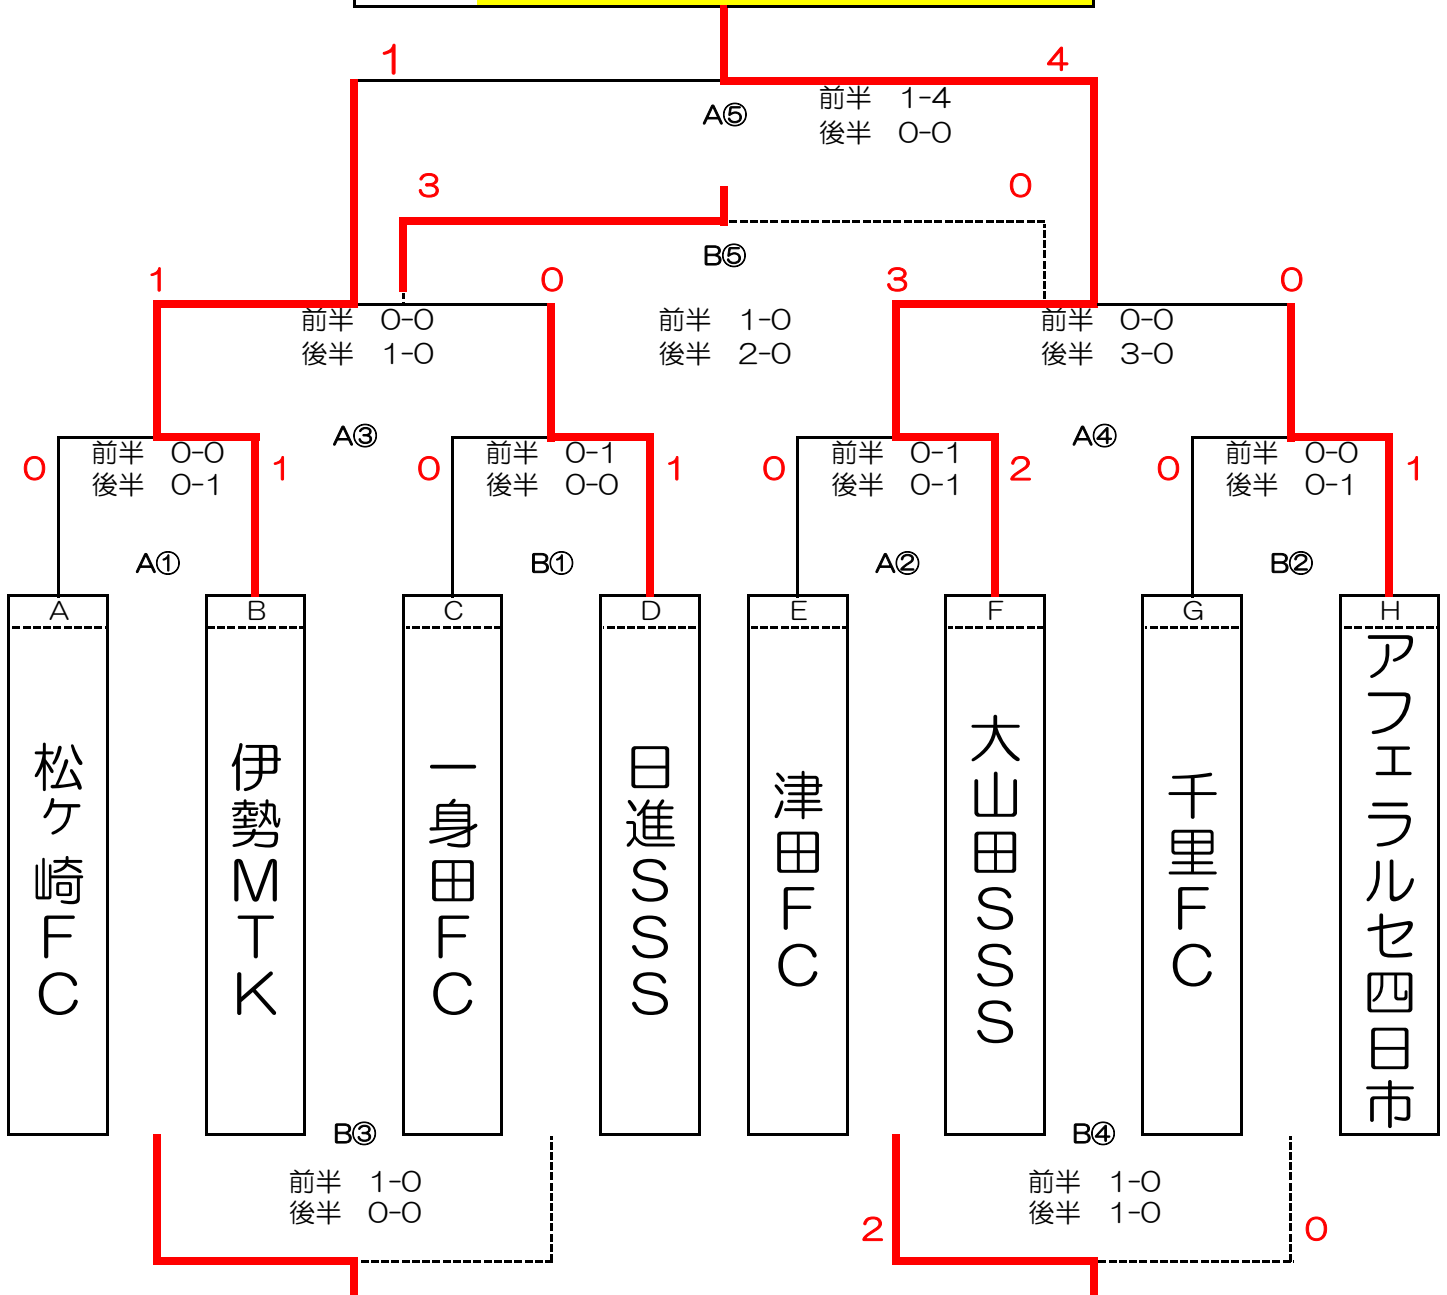 1 4
A⑤
前半 1-4
後半 0-0
3 0
B⑤
1 0 3 0
前半 0-0
後半 1-0
前半 1-0
後半 2-0
前半 0-0
後半 3-0
A③ A④
0 前半 0-0 1
後半 0-1
0 前半 0-1 1
後半 0-0
0 前半 0-1 2
後半 0-1
0 前半 0-0 1
後半 0-1
A① B① A② B②
A B C D E F G H
松ヶ崎FC
伊勢MTK
一身田FC
日進SSS
津田FC
大山田SSS
千里FC
アフェラルセ四日市
B③ B④
前半 1-0
後半 0-0
前半 1-0
後半 1-0
2 0